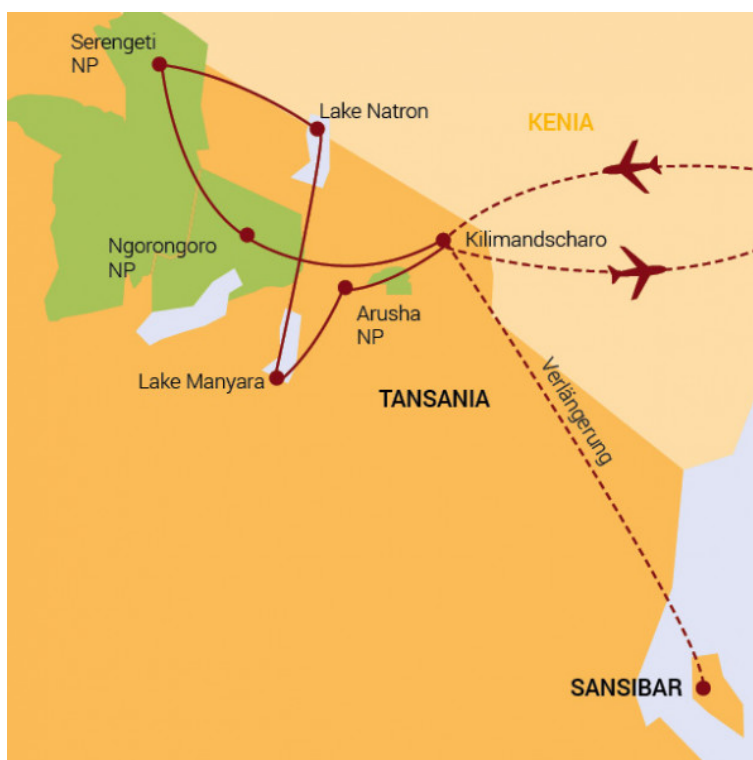 Serengeti
NP
Lake Natron
KENIA
Ngorongoro
NP
Kilimandscharo
Arusha
NP
Lake Manyara
TANSANIA
Verlängerung
SANSIBAR